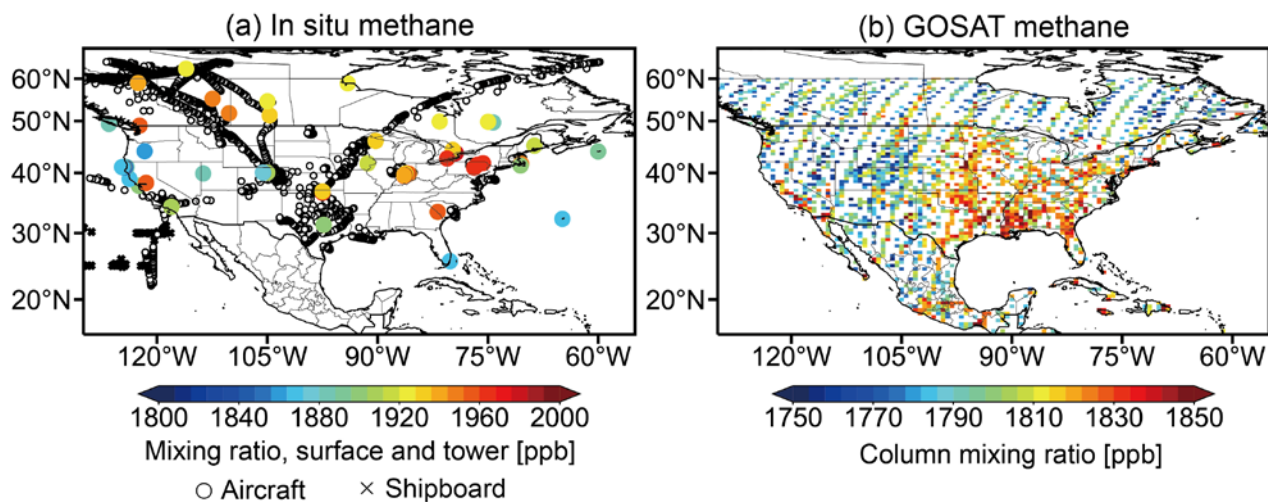 (a) In situ methane
(b) GOSAT methane
60°N
50°N
40°N
30°N
20°N
60°N
50°N
40°N
30°N
20°N
120°W 105°W 90°W 75°W 60°W
120°W 105°W 90°W 75°W 60°W
1800 1840 1880 1920 1960 2000
1750 1770 1790 1810 1830 1850
Mixing ratio, surface and tower [ppb]
Column mixing ratio [ppb]
Aircraft
Shipboard